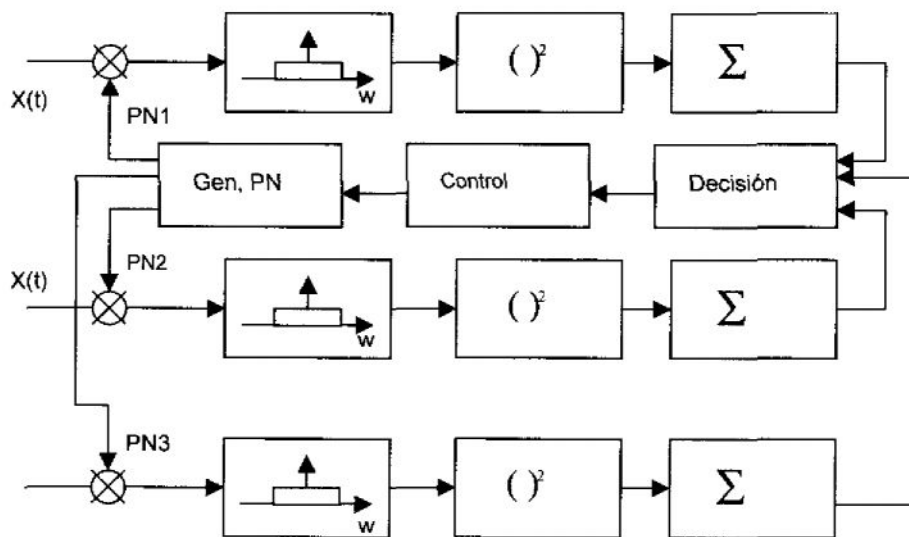 X(t)
PN1
w
( )²
Σ
Gen, PN
Control
Decisión
X(t)
PN2
w
( )²
Σ
PN3
w
( )²
Σ